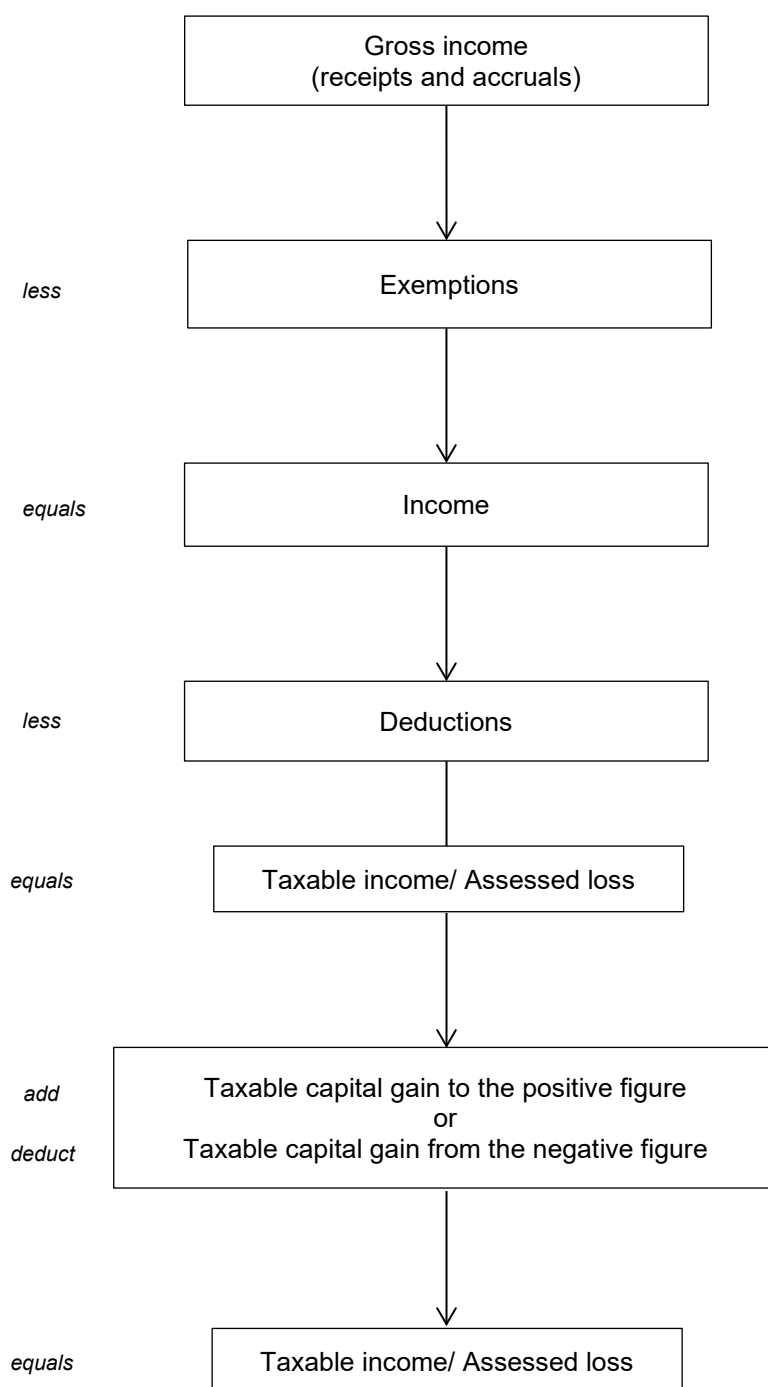 Gross income
(receipts and accruals)
less
Exemptions
equals
Income
less
Deductions
equals
Taxable income/ Assessed loss
add
Taxable capital gain to the positive figure
or
deduct
Taxable capital gain from the negative figure
equals
Taxable income/ Assessed loss